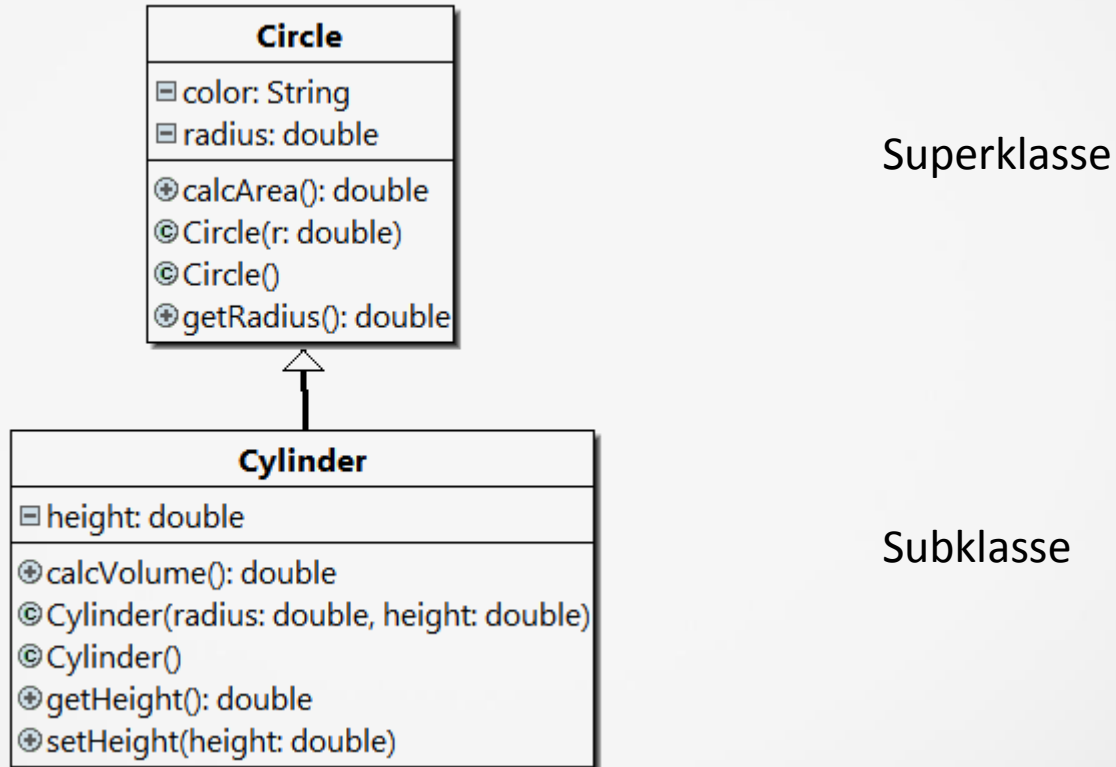 Circle
color: String
radius: double
Superklasse
calcArea(): double
Circle(r: double)
Circle()
getRadius(): double
Cylinder
height: double
Subklasse
calcVolume(): double
Cylinder(radius: double, height: double)
Cylinder()
getHeight(): double
setHeight(height: double)